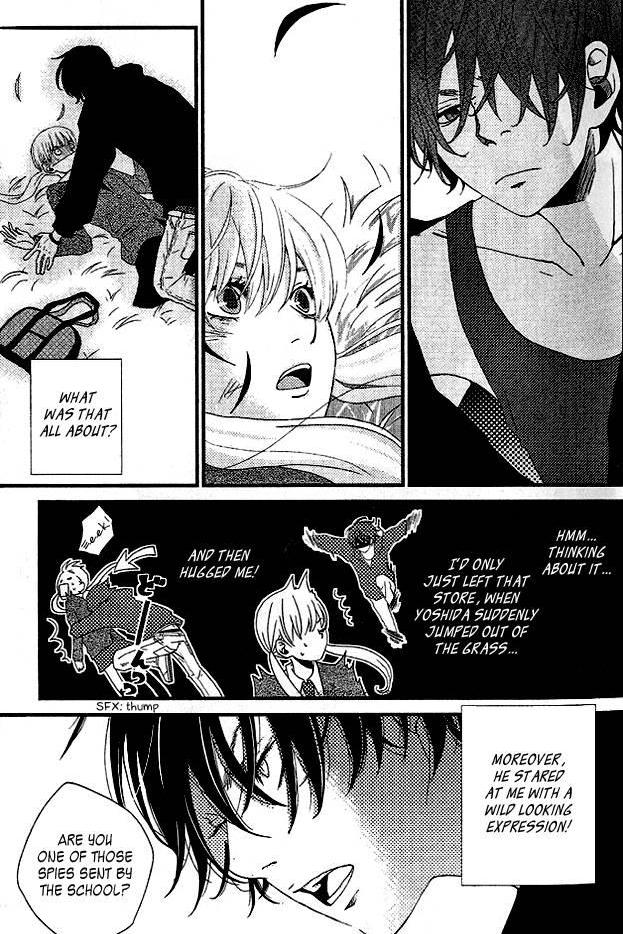 WHAT
WAS THAT
ALL ABOUT?
HMM...
THINKING
ABOUT IT...
I'D ONLY
JUST LEFT THAT
STORE, WHEN
YOSHIDA SUDDENLY
JUMPED OUT OF
THE GRASS...
AND THEN
HUGGED ME!
Eeek!
SFX: thump
MOREOVER,
HE STARED
AT ME WITH A
WILD LOOKING
EXPRESSION!
ARE YOU
ONE OF THOSE
SPIES SENT BY
THE SCHOOL?